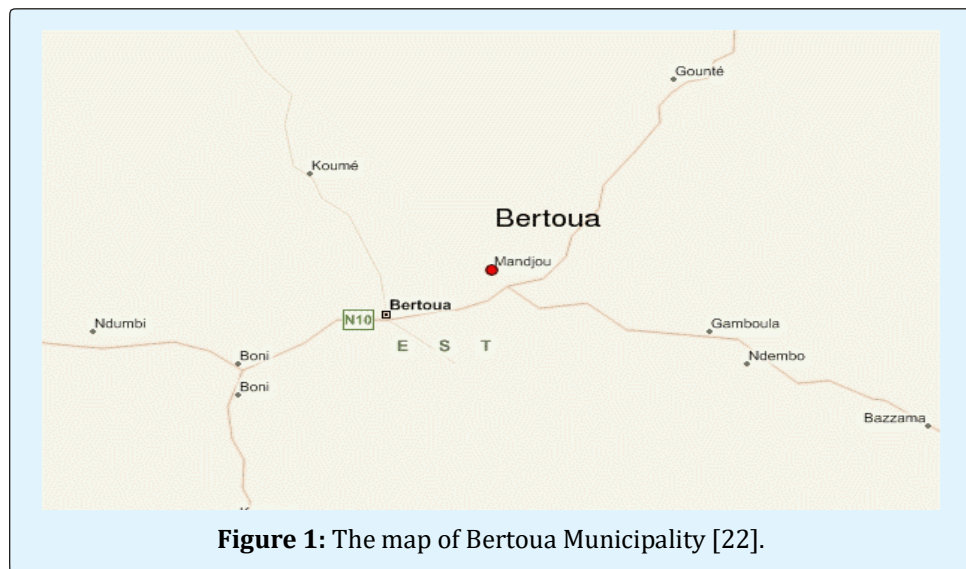 Gounté
Koumé
Bertoua
Mandjou
Bertoua
N10
Ndumbi
E S T
Gamboula
Boni
Ndembo
Boni
Bazzama
Figure 1: The map of Bertoua Municipality [22].